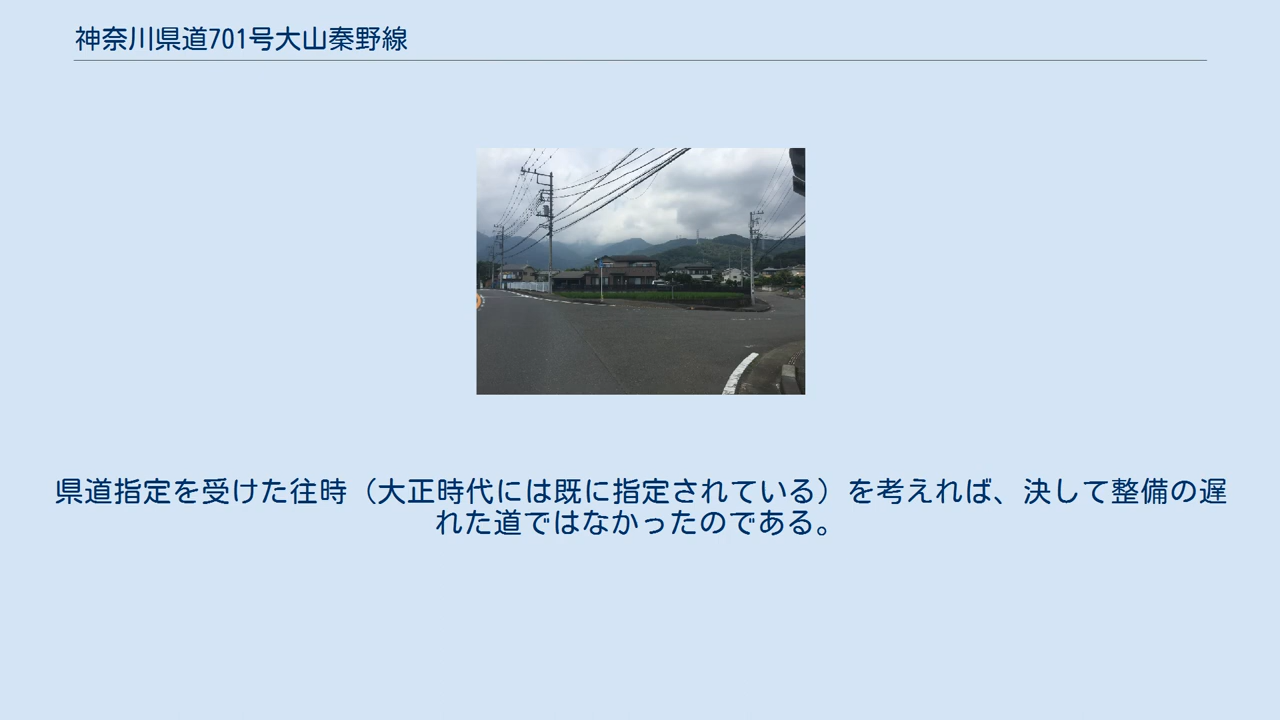 神奈川県道701号大山秦野線
県道指定を受けた往時（大正時代には既に指定されている）を考えれば、決して整備の遅
れた道ではなかったのである。